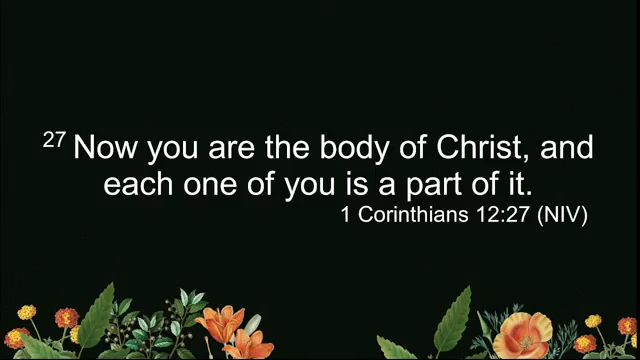 27 Now you are the body of Christ, and
each one of you is a part of it.
1 Corinthians 12:27 (NIV)